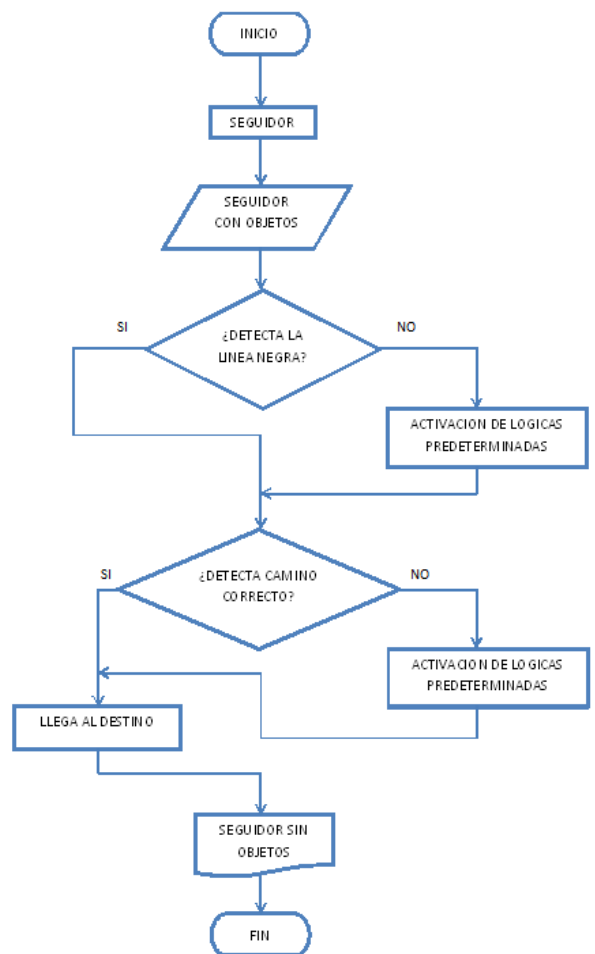 INICIO
SEGUIDOR
SEGUIDOR
CON OBJETOS
SI
¿DETECTA LA
LINEA NEGRA?
NO
ACTIVACION DE LOGICAS
PREDETERMINADAS
SI
¿DETECTA CAMINO
CORRECTO?
NO
ACTIVACION DE LOGICAS
PREDETERMINADAS
LLEGA AL DESTINO
SEGUIDOR SIN
OBJETOS
FIN